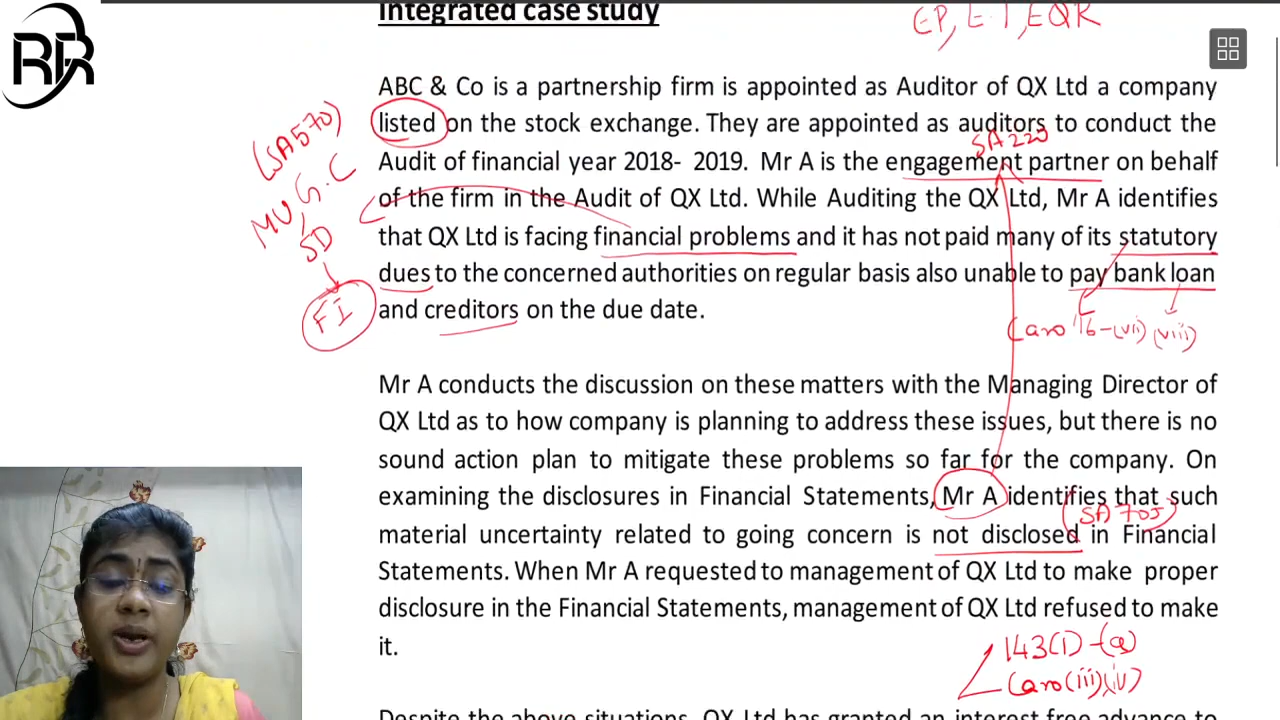 Integrated case study
EP, E.T, EQR
RR
ABC & Co is a partnership firm is appointed as Auditor of QX Ltd a company
listed on the stock exchange. They are appointed as auditors to conduct the
(SA570)
SA 220
Audit of financial year 2018- 2019. Mr A is the engagement partner on behalf
G.C
of the firm in the Audit of QX Ltd. While Auditing the QX Ltd, Mr A identifies
MU
that QX Ltd is facing financial problems and it has not paid many of its statutory
SD
dues to the concerned authorities on regular basis also unable to pay bank loan
FI
and creditors on the due date.
Caro '16-(vii) (viii)
Mr A conducts the discussion on these matters with the Managing Director of
QX Ltd as to how company is planning to address these issues, but there is no
sound action plan to mitigate these problems so far for the company. On
examining the disclosures in Financial Statements, Mr A identifies that such
(SA 705)
material uncertainty related to going concern is not disclosed in Financial
Statements. When Mr A requested to management of QX Ltd to make proper
disclosure in the Financial Statements, management of QX Ltd refused to make
it.
143(1)-(a)
Caro(iii)(iv)
Despite the above situations, QX Ltd has granted an interest free advance to